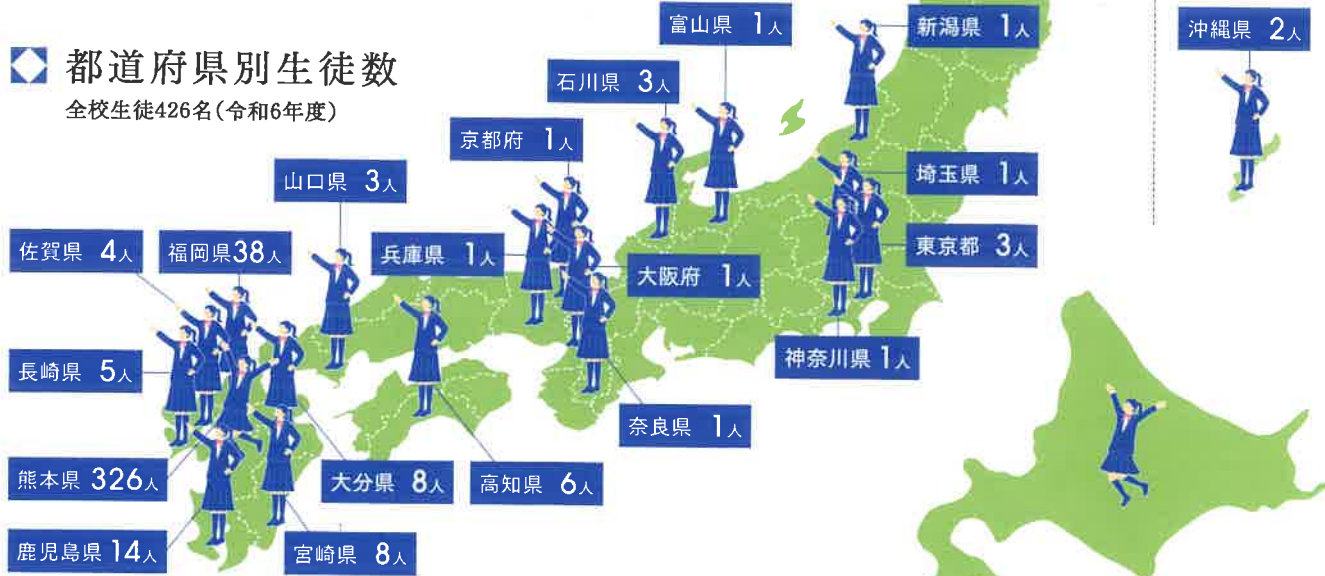 都道府県別生徒数
全校生徒426名(令和6年度)
富山県 1人
新潟県 1人
沖縄県 2人
石川県 3人
京都府 1人
山口県 3人
埼玉県 1人
佐賀県 4人
福岡県38人
兵庫県 1人
大阪府 1人
東京都 3人
長崎県 5人
神奈川県 1人
奈良県 1人
熊本県 326人
大分県 8人
高知県 6人
鹿児島県 14人
宮崎県 8人